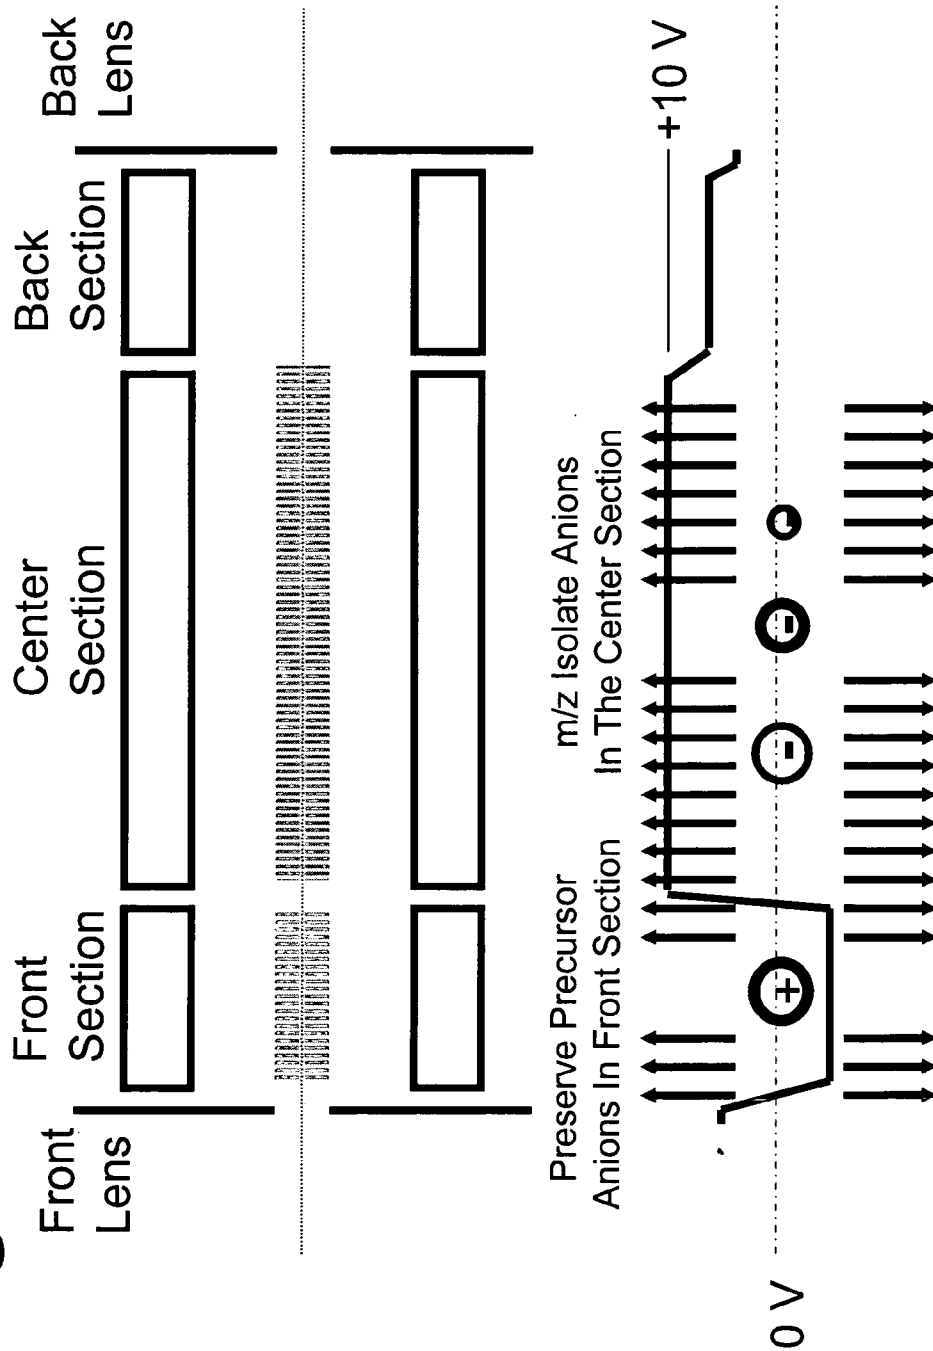 Front
Lens
Front
Section
Center
Section
Back
Section
Back
Lens
Preserve Precursor
Anions In Front Section
m/z Isolate Anions
In The Center Section
+10 V
0 V
+
-
-
-